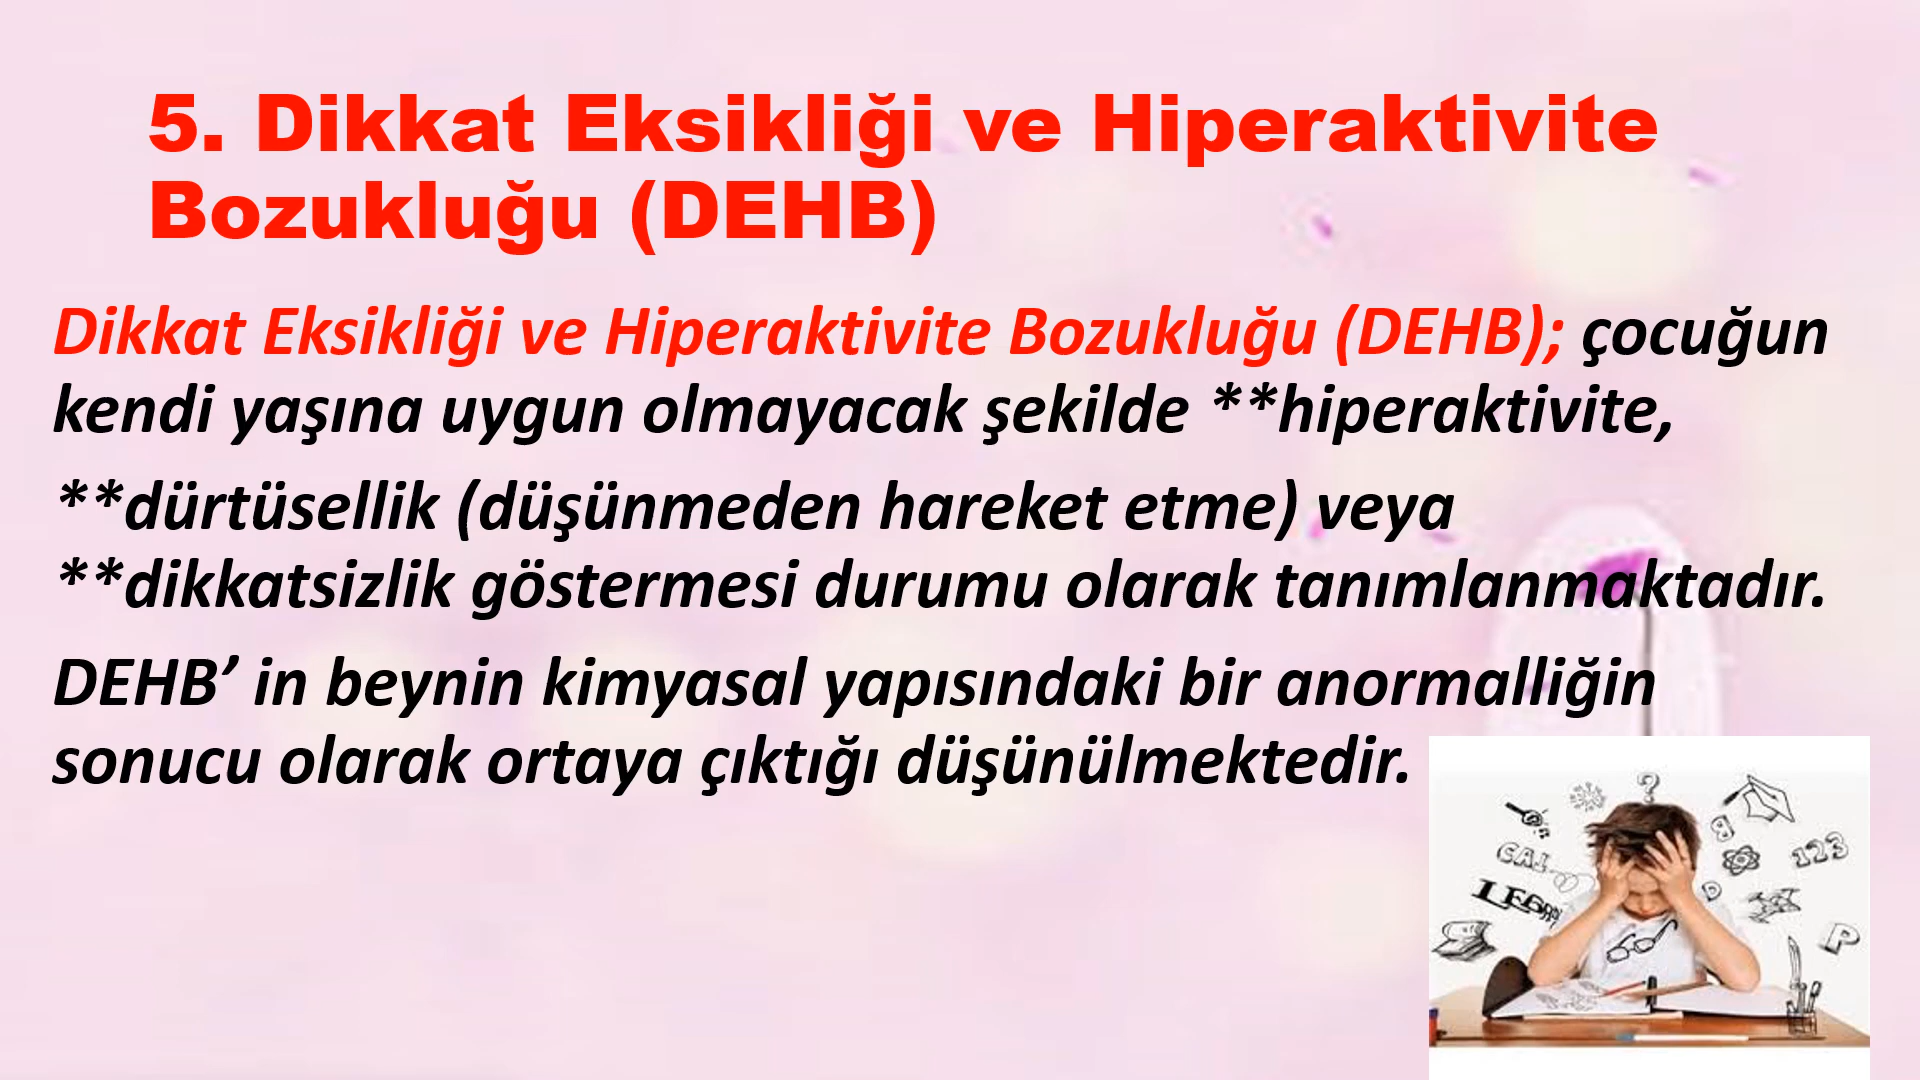 5. Dikkat Eksikliği ve Hiperaktivite
Bozukluğu (DEHB)
Dikkat Eksikliği ve Hiperaktivite Bozukluğu (DEHB); çocuğun
kendi yaşına uygun olmayacak şekilde **hiperaktivite,
**dürtüsellik (düşünmeden hareket etme) veya
**dikkatsizlik göstermesi durumu olarak tanımlanmaktadır.
DEHB’ in beynin kimyasal yapısındaki bir anormalliğin
sonucu olarak ortaya çıktığı düşünülmektedir.
?
B
123
CAL
D
P